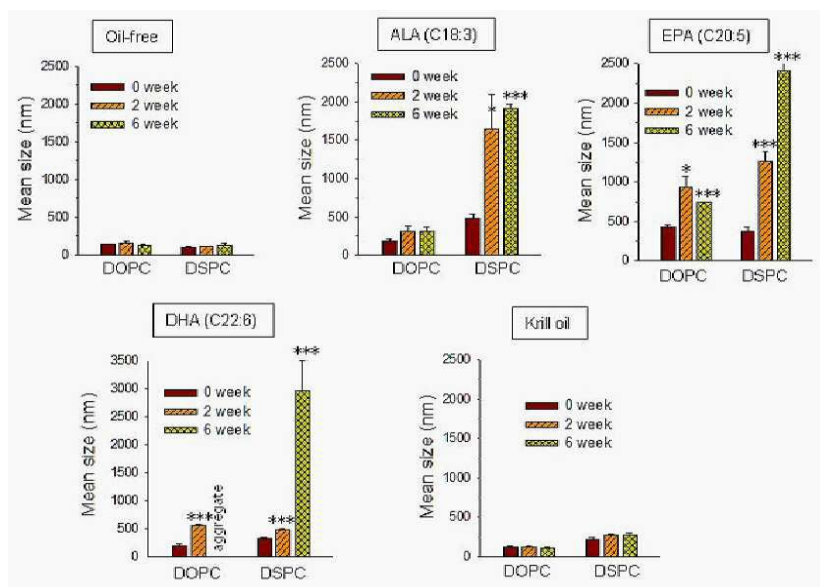 Oil-free
Mean size (nm)
2500
2000
1500
1000
500
0
0 week
2 week
6 week
DOPC
DSPC
ALA (C18:3)
Mean size (nm)
2500
2000
1500
1000
500
0
0 week
2 week
6 week
*
***
DOPC
DSPC
EPA (C20:5)
Mean size (nm)
2500
2000
1500
1000
500
0
0 week
2 week
6 week
*
***
***
***
DOPC
DSPC
DHA (C22:6)
Mean size (nm)
3500
3000
2500
2000
1500
1000
500
0
0 week
2 week
6 week
***
aggregate
***
***
DOPC
DSPC
Krill oil
Mean size (nm)
2500
2000
1500
1000
500
0
0 week
2 week
6 week
DOPC
DSPC